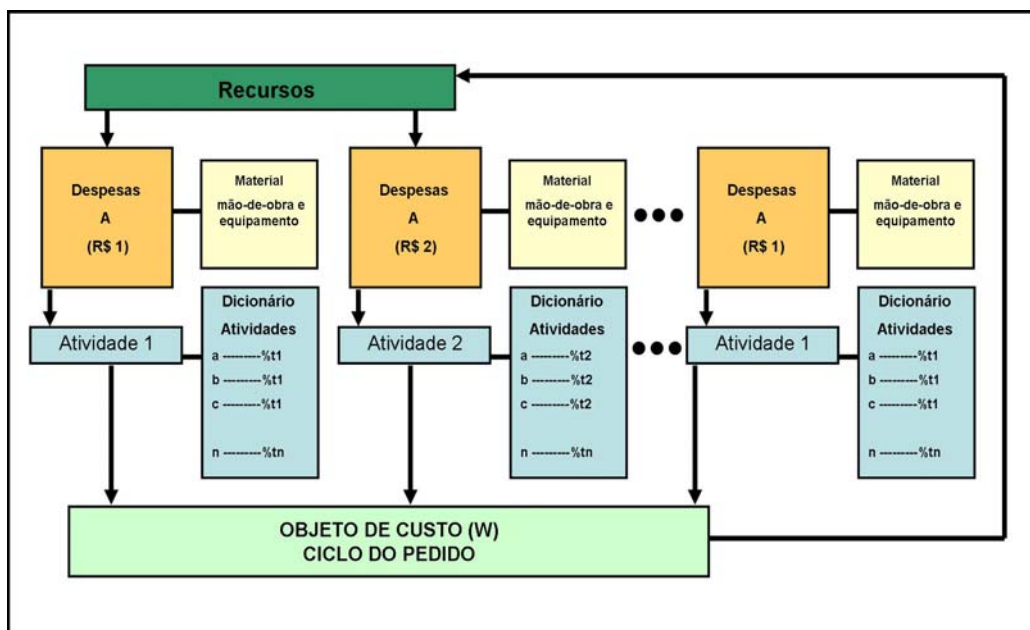 Recursos
Despesas
A
(R$ 1)
Material
mão-de-obra e
equipamento
Despesas
A
(R$ 2)
Material
mão-de-obra e
equipamento
Despesas
A
(R$ 1)
Material
mão-de-obra e
equipamento
Atividade 1
Dicionário
Atividades
a ---------%t1
b ---------%t1
c ---------%t1
n ---------%tn
Atividade 2
Dicionário
Atividades
a ---------%t2
b ---------%t2
c ---------%t2
n ---------%tn
Atividade 1
Dicionário
Atividades
a ---------%t1
b ---------%t1
c ---------%t1
n ---------%tn
OBJETO DE CUSTO (W)
CICLO DO PEDIDO